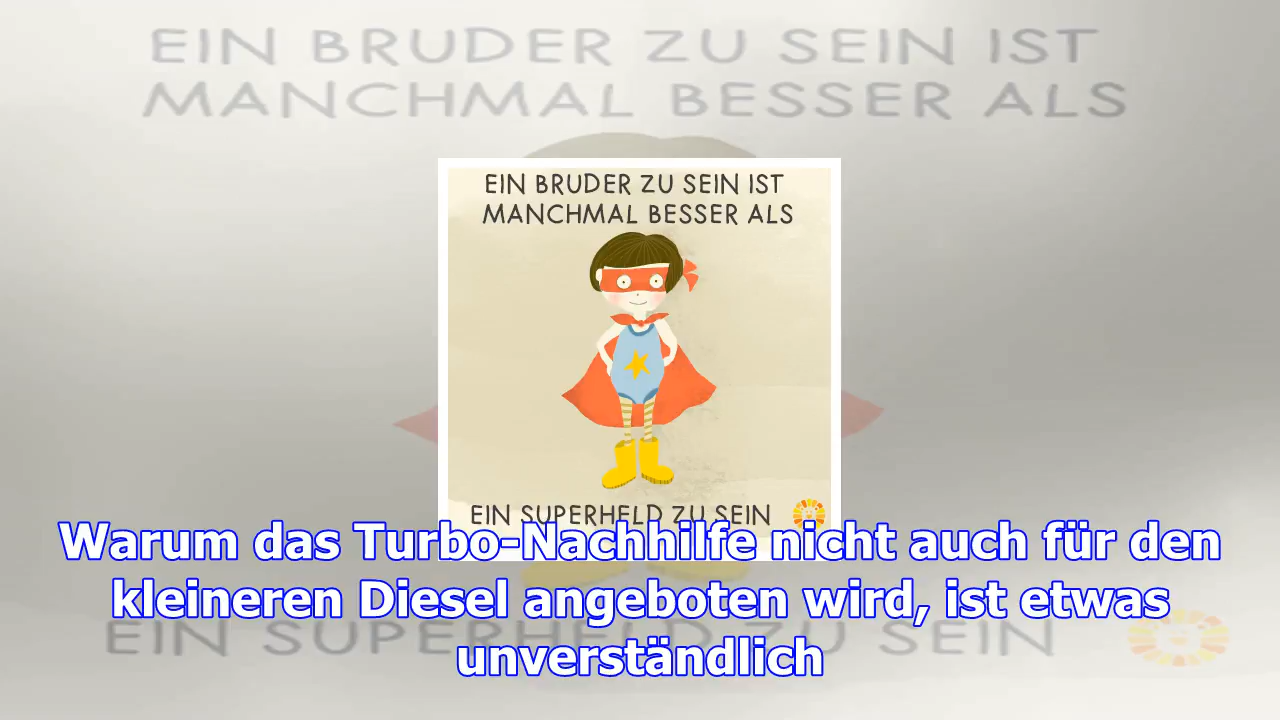 EIN BRUDER ZU SEIN IST
MANCHMAL BESSER ALS
EIN BRUDER ZU SEIN IST
MANCHMAL BESSER ALS
EIN SUPERHELD ZU SEIN
Warum das Turbo-Nachhilfe nicht auch für den
kleineren Diesel angeboten wird, ist etwas
EIN SUPERHELD ZU SEIN
unverständlich